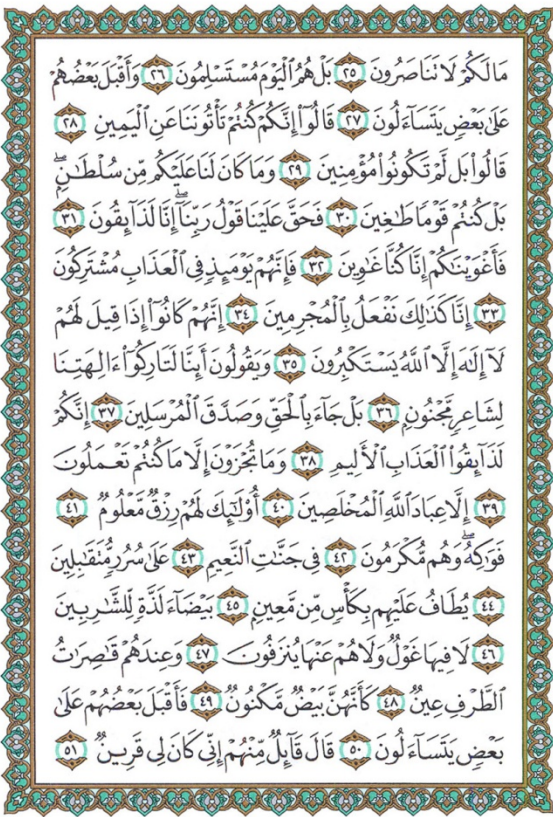 مَا لَكُمْ لَا تَنَاصَرُونَ ٢٥ بَلْ هُمُ ٱلْيَوْمَ مُسْتَسْلِمُونَ ٢٦ وَأَقْبَلَ بَعْضُهُمْ
عَلَىٰ بَعْضٍ يَتَسَآءَلُونَ ٢٧ قَالُوٓا۟ إِنَّكُمْ كُنتُمْ تَأْتُونَنَا عَنِ ٱلْيَمِينِ ٢٨
قَالُوا۟ بَل لَّمْ تَكُونُوا۟ مُؤْمِنِينَ ٢٩ وَمَا كَانَ لَنَا عَلَيْكُم مِّن سُلْطَـٰنٍۭ ۖ
بَلْ كُنتُمْ قَوْمًا طَـٰغِينَ ٣٠ فَحَقَّ عَلَيْنَا قَوْلُ رَبِّنَآ ۖ إِنَّا لَذَآئِقُونَ ٣١
فَأَغْوَيْنَـٰكُمْ إِنَّا كُنَّا غَـٰوِينَ ٣٢ فَإِنَّهُمْ يَوْمَئِذٍ فِى ٱلْعَذَابِ مُشْتَرِكُونَ
٣٣ إِنَّا كَذَٰلِكَ نَفْعَلُ بِٱلْمُجْرِمِينَ ٣٤ إِنَّهُمْ كَانُوٓا۟ إِذَا قِيلَ لَهُمْ
لَآ إِلَـٰهَ إِلَّا ٱللَّهُ يَسْتَكْبِرُونَ ٣٥ وَيَقُولُونَ أَئِنَّا لَتَارِكُوٓا۟ ءَالِهَتِنَا
لِشَاعِرٍ مَّجْنُونٍۭ ٣٦ بَلْ جَآءَ بِٱلْحَقِّ وَصَدَّقَ ٱلْمُرْسَلِينَ ٣٧ إِنَّكُمْ
لَذَآئِقُوا۟ ٱلْعَذَابِ ٱلْأَلِيمِ ٣٨ وَمَا تُجْزَوْنَ إِلَّا مَا كُنتُمْ تَعْمَلُونَ
٣٩ إِلَّا عِبَادَ ٱللَّهِ ٱلْمُخْلَصِينَ ٤٠ أُو۟لَـٰٓئِكَ لَهُمْ رِزْقٌ مَّعْلُومٌ ٤١
فَوَٰكِهُ ۖ وَهُم مُّكْرَمُونَ ٤٢ فِى جَنَّـٰتِ ٱلنَّعِيمِ ٤٣ عَلَىٰ سُرُرٍ مُّتَقَـٰبِلِينَ
٤٤ يُطَافُ عَلَيْهِم بِكَأْسٍ مِّن مَّعِينٍۭ ٤٥ بَيْضَآءَ لَذَّةٍ لِّلشَّـٰرِبِينَ
٤٦ لَا فِيهَا غَوْلٌ وَلَا هُمْ عَنْهَا يُنزَفُونَ ٤٧ وَعِندَهُمْ قَـٰصِرَٰتُ
ٱلطَّرْفِ عِينٌ ٤٨ كَأَنَّهُنَّ بَيْضٌ مَّكْنُونٌ ٤٩ فَأَقْبَلَ بَعْضُهُمْ عَلَىٰ
بَعْضٍ يَتَسَآءَلُونَ ٥٠ قَالَ قَآئِلٌ مِّنْهُمْ إِنِّى كَانَ لِى قَرِينٌ ٥١